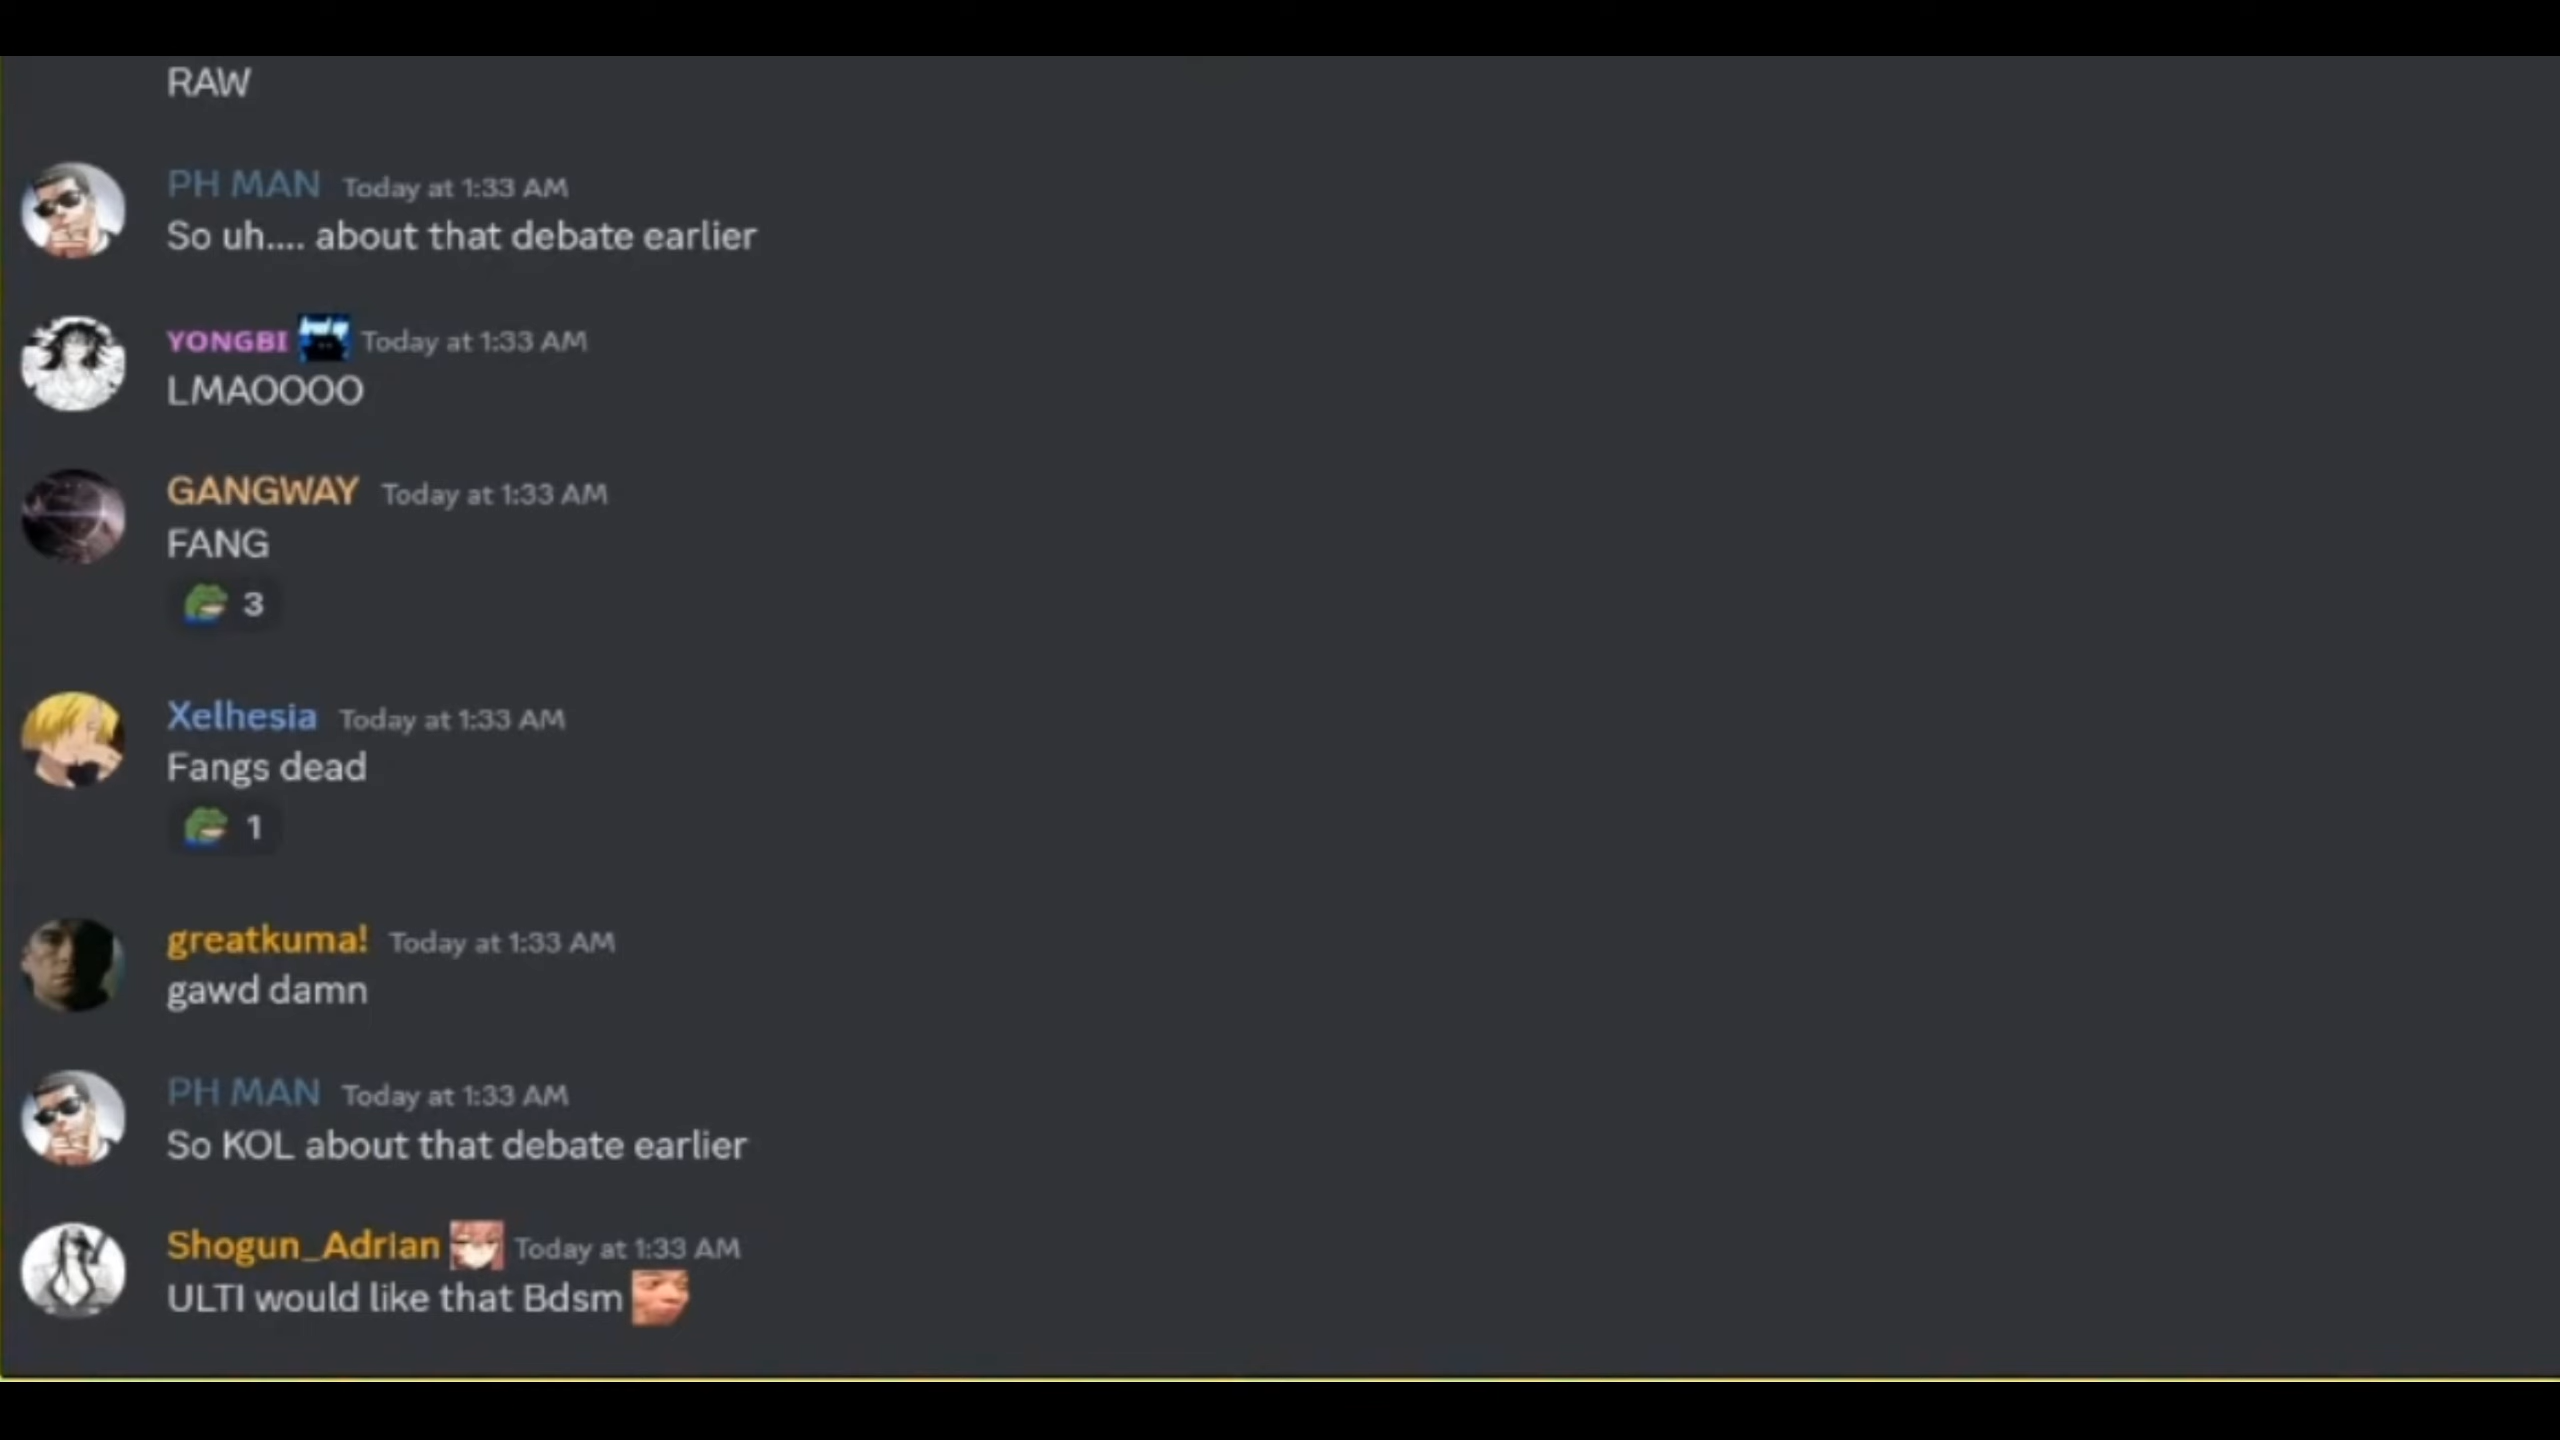 RAW
PH MAN Today at 1:33 AM
So uh.... about that debate earlier
YONGBI Today at 1:33 AM
LMAOOOO
GANGWAY Today at 1:33 AM
FANG
3
Xelhesia Today at 1:33 AM
Fangs dead
1
greatkuma! Today at 1:33 AM
gawd damn
PH MAN Today at 1:33 AM
So KOL about that debate earlier
Shogun_Adrian Today at 1:33 AM
ULTI would like that Bdsm